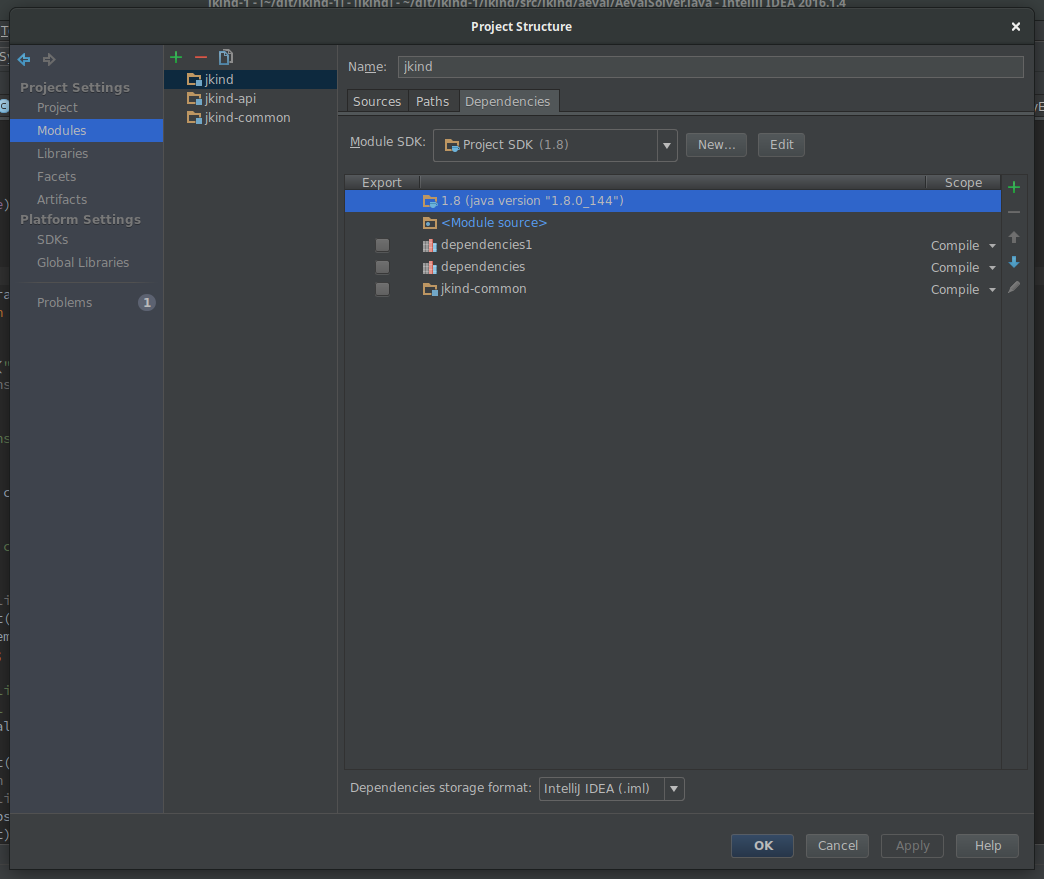 jkind-1 - [~/git/jkind-1] - [jkind] - ~/git/jkind-1/jkind/src/jkind/aeval/AevalSolver.java - IntelliJ IDEA 2016.1.4
Project Structure
Project Settings
Project
Modules
Libraries
Facets
Artifacts
Platform Settings
SDKs
Global Libraries
Problems 1
jkind
jkind-api
jkind-common
Name: jkind
Sources Paths Dependencies
Module SDK: Project SDK (1.8) New... Edit
Export Scope
1.8 (java version "1.8.0_144")
<Module source>
dependencies1 Compile
dependencies Compile
jkind-common Compile
Dependencies storage format: IntelliJ IDEA (.iml)
OK Cancel Apply Help